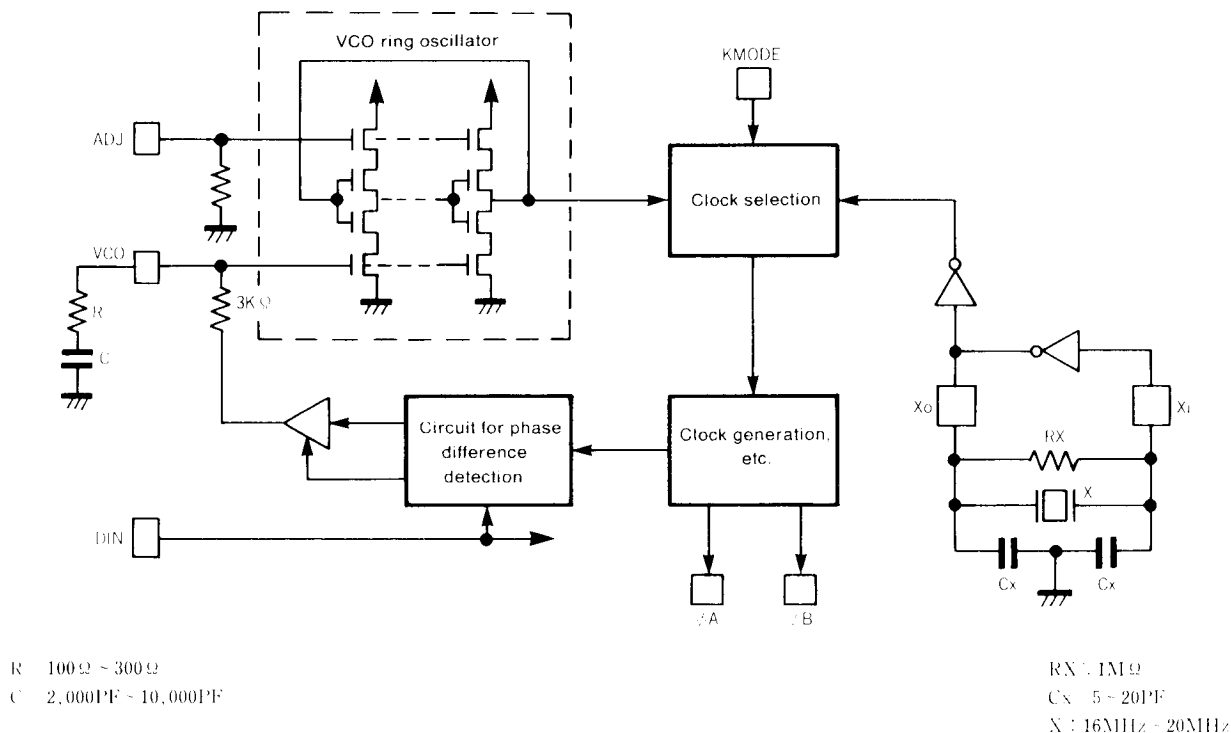 VCO ring oscillator
KMODE
ADJ
Clock selection
VCO
3KΩ
R
C
Xo
Xi
Circuit for phase
difference
detection
Clock generation,
etc.
RX
X
DIN
Cx
Cx
A
B
R 100Ω ~ 300Ω
C 2,000PF ~ 10,000PF
RX : 1MΩ
Cx 5 ~ 20PF
X : 16MHz ~ 20MHz